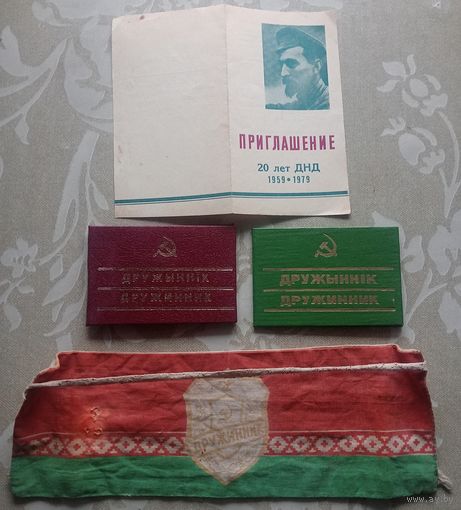 ПРИГЛАШЕНИЕ
20 лет ДНД
1959 • 1979
ДРУЖЫННІК
ДРУЖИННИК
ДРУЖЫННІК
ДРУЖИННИК
ДРУЖИННИК
www.ay.by